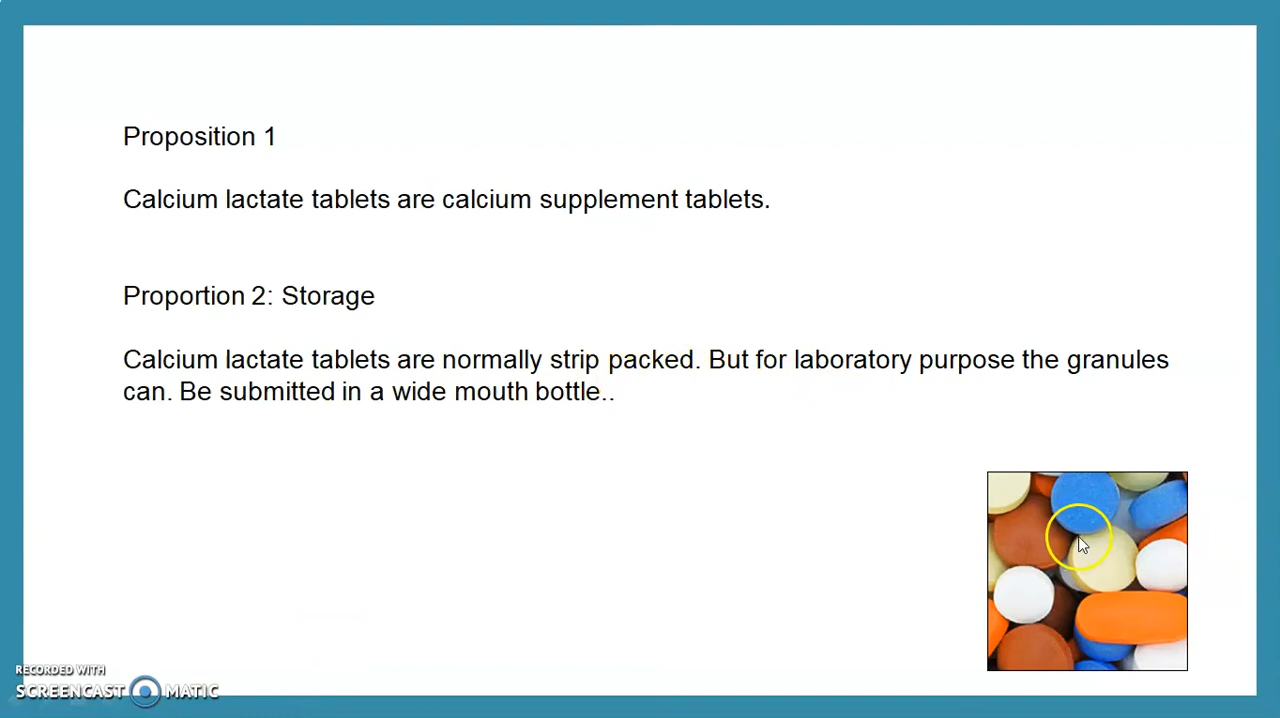 Proposition 1
Calcium lactate tablets are calcium supplement tablets.
Proportion 2: Storage
Calcium lactate tablets are normally strip packed. But for laboratory purpose the granules
can. Be submitted in a wide mouth bottle..
RECORDED WITH
SCREENCAST MATIC